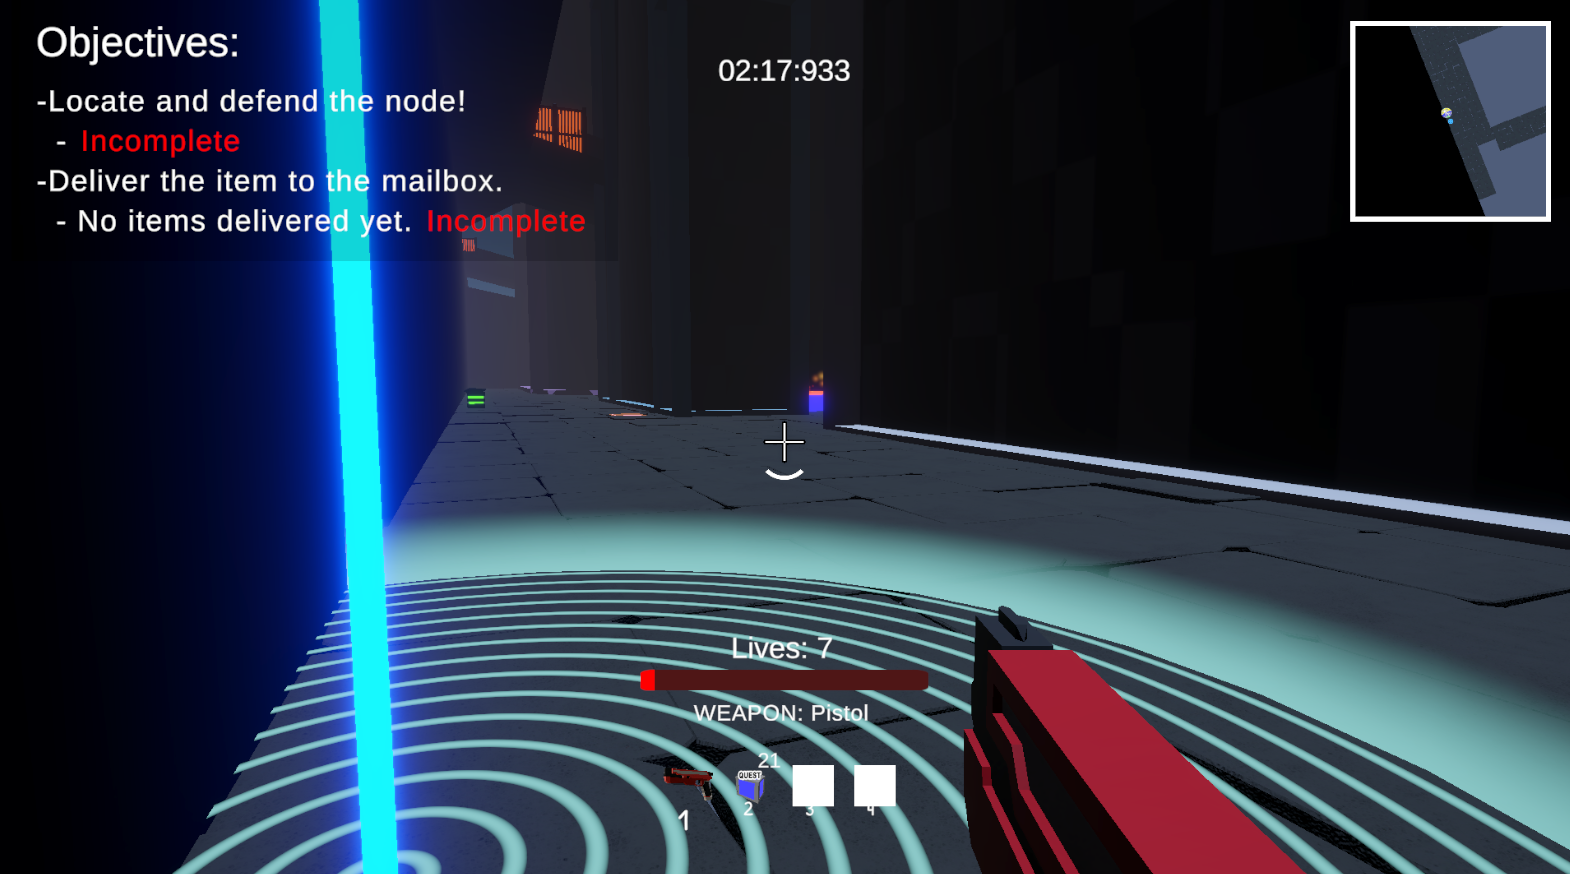 Objectives:
-Locate and defend the node!
- Incomplete
-Deliver the item to the mailbox.
- No items delivered yet. Incomplete
02:17:933
Lives: 7
WEAPON: Pistol
21
QUEST
1
2
3
4